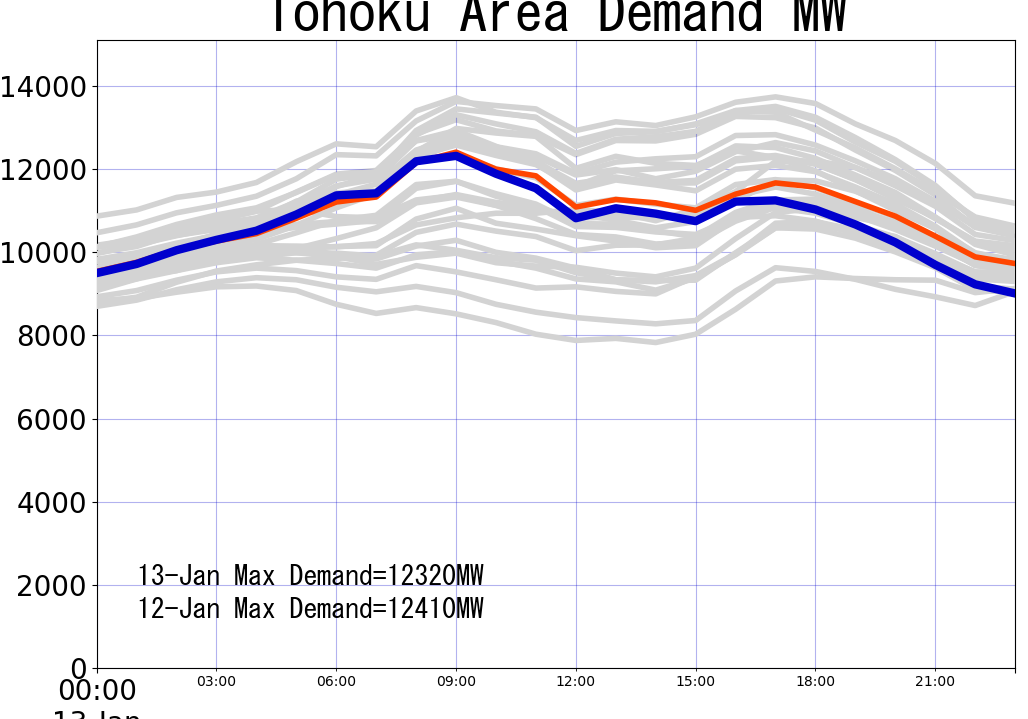 Tohoku Area Demand MW
14000
12000
10000
8000
6000
4000
2000
0
13-Jan Max Demand=12320MW
12-Jan Max Demand=12410MW
00:00 03:00 06:00 09:00 12:00 15:00 18:00 21:00
13-Jan